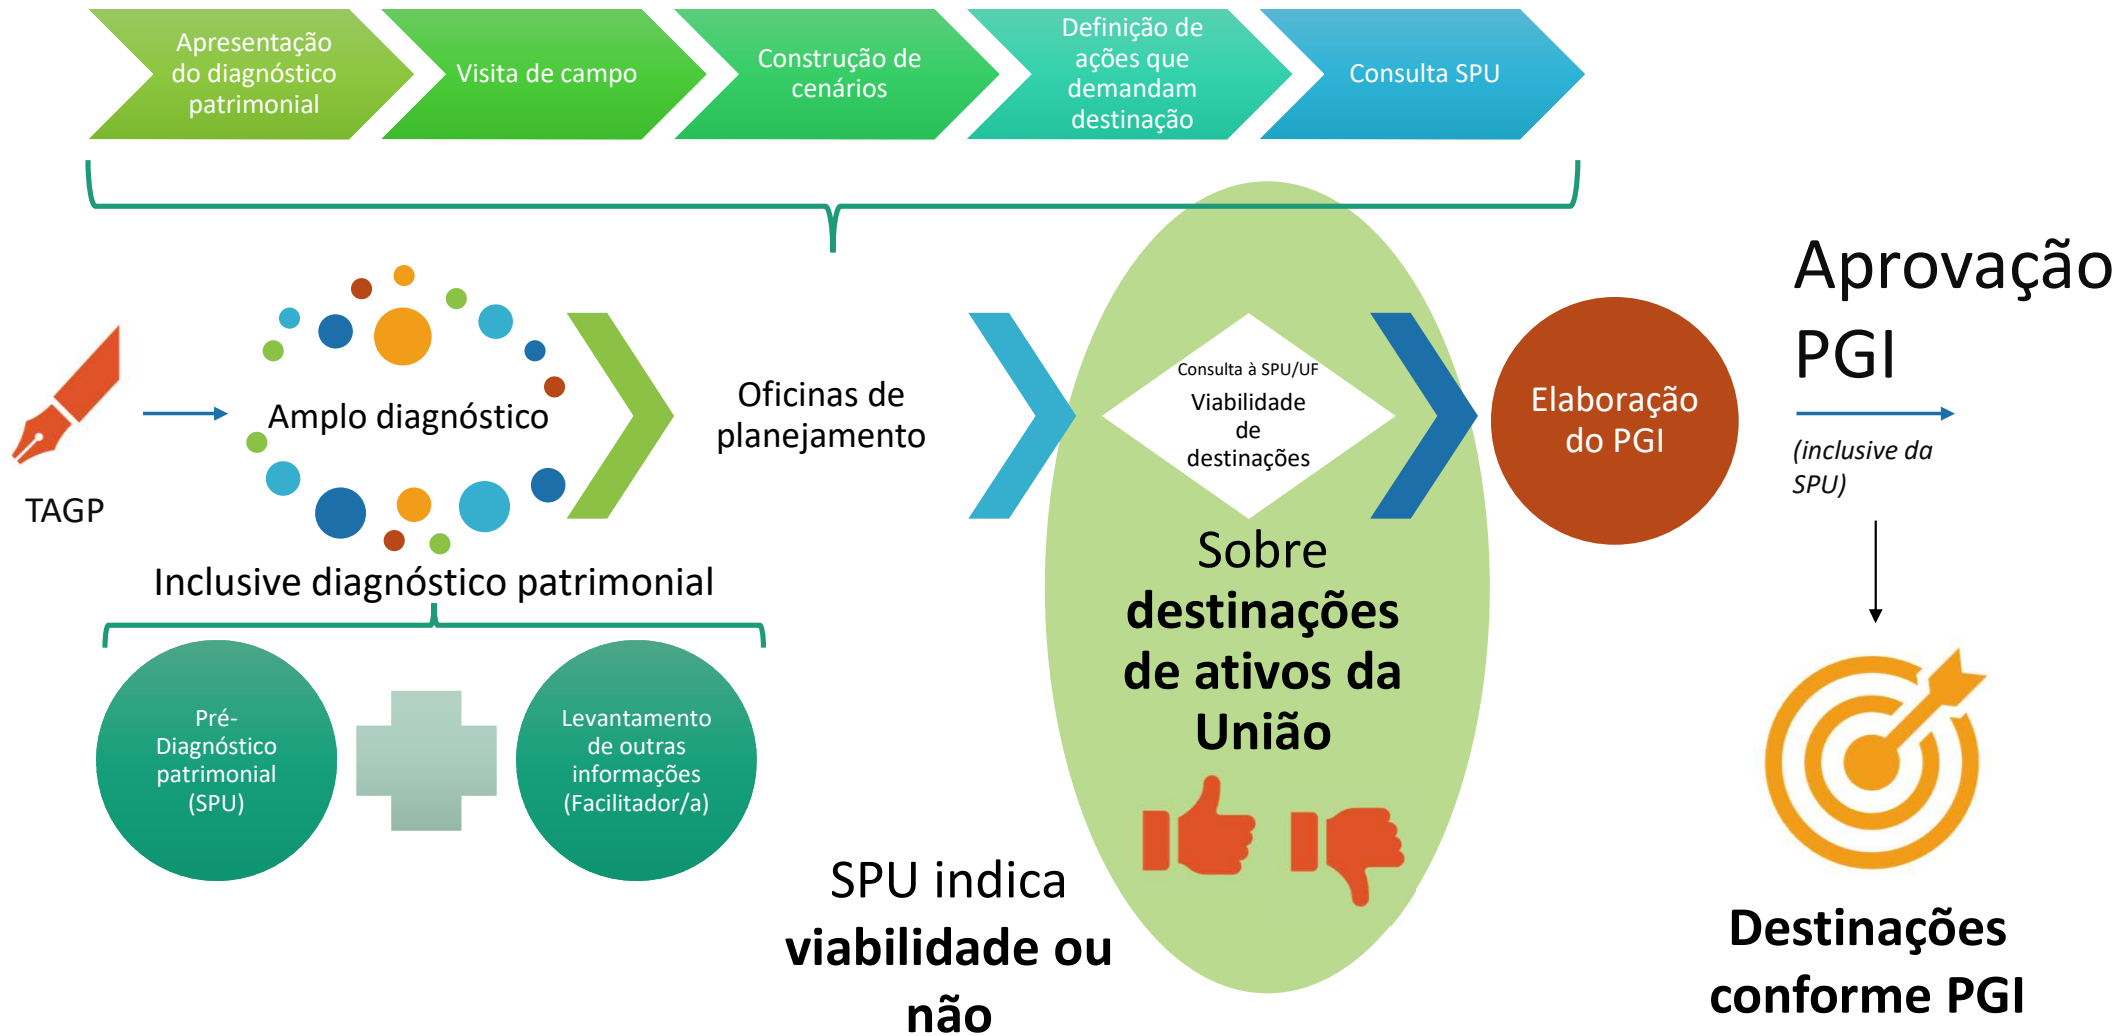 Apresentação
do diagnóstico
patrimonial
Visita de campo
Construção de
cenários
Definição de
ações que
demandam
destinação
Consulta SPU
TAGP
Amplo diagnóstico
Inclusive diagnóstico patrimonial
Pré-
Diagnóstico
patrimonial
(SPU)
Levantamento
de outras
informações
(Facilitador/a)
Oficinas de
planejamento
Consulta à SPU/UF
Viabilidade
de
destinações
Sobre
destinações
de ativos da
União
SPU indica
viabilidade ou
não
Elaboração
do PGI
Aprovação
PGI
(inclusive da
SPU)
Destinações
conforme PGI